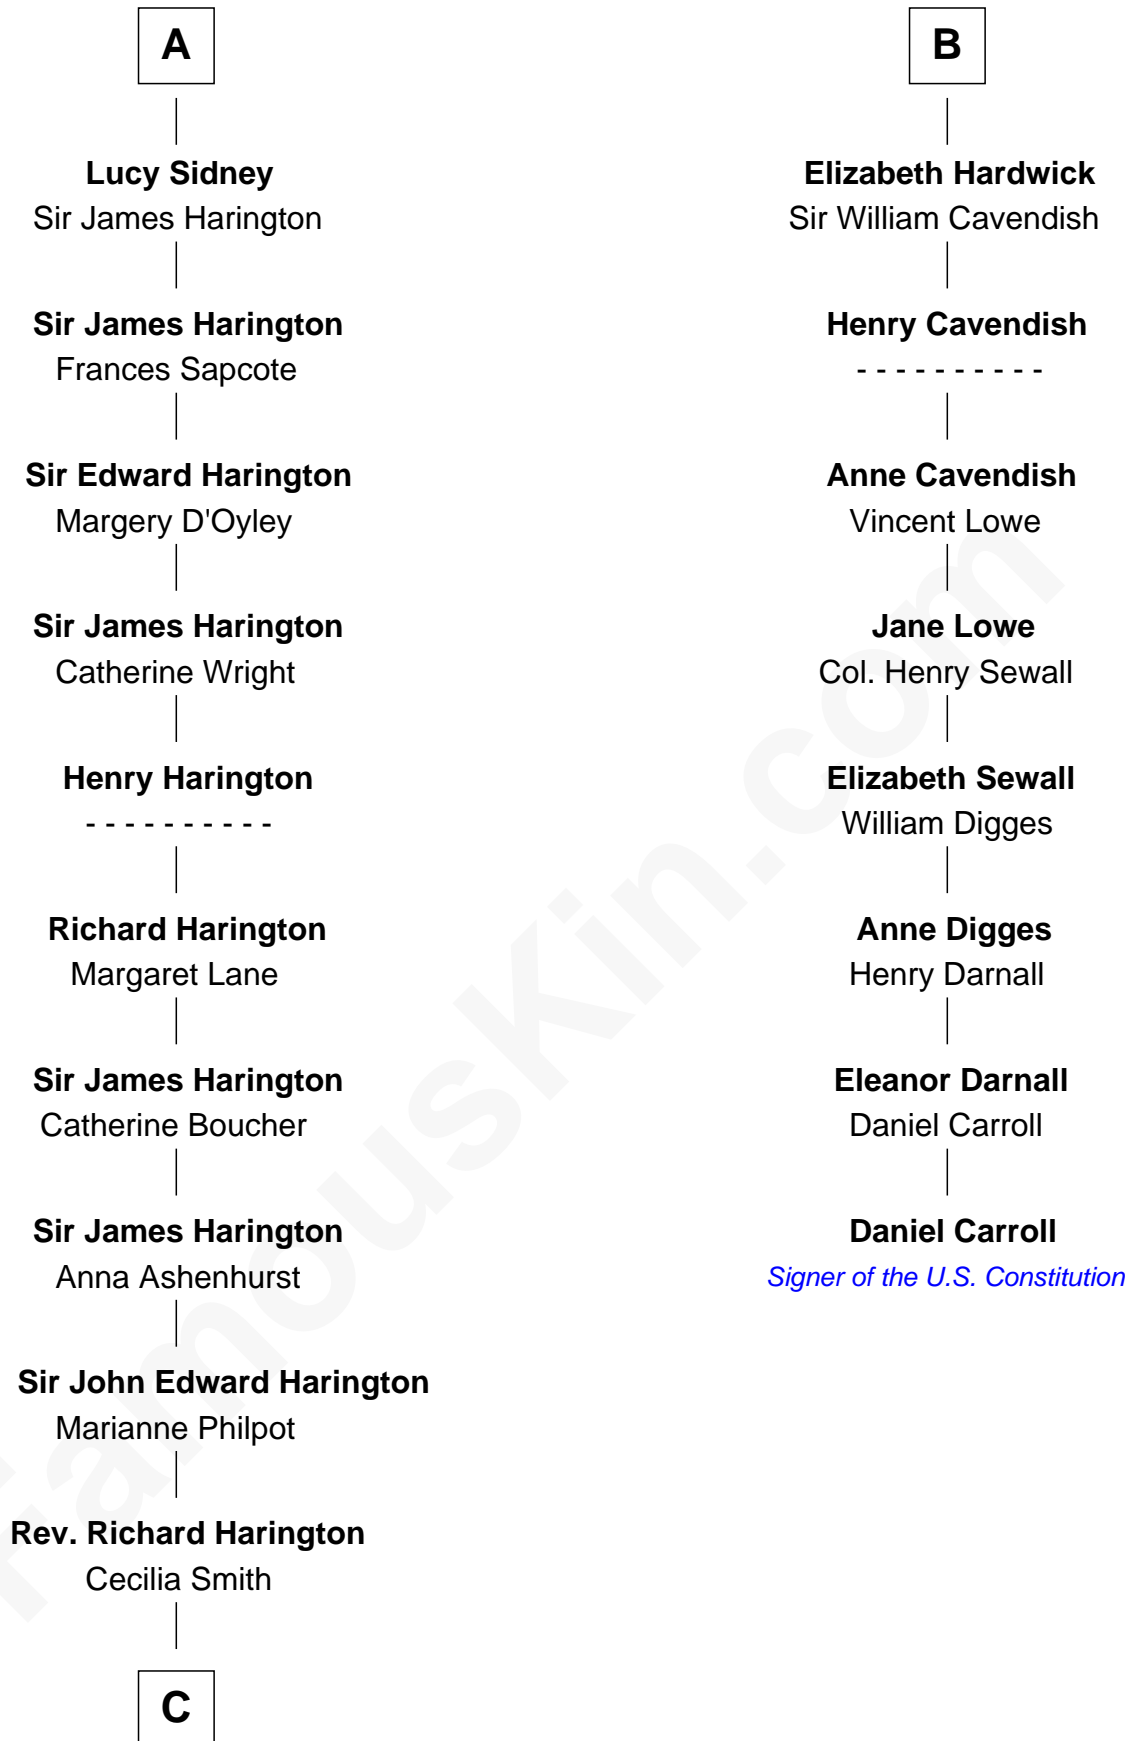 A
Lucy Sidney
Sir James Harington
Sir James Harington
Frances Sapcote
Sir Edward Harington
Margery D'Oyley
Sir James Harington
Catherine Wright
Henry Harington
- - - - - - - - - -
Richard Harington
Margaret Lane
Sir James Harington
Catherine Boucher
Sir James Harington
Anna Ashenhurst
Sir John Edward Harington
Marianne Philpot
Rev. Richard Harington
Cecilia Smith
C
B
Elizabeth Hardwick
Sir William Cavendish
Henry Cavendish
- - - - - - - - - -
Anne Cavendish
Vincent Lowe
Jane Lowe
Col. Henry Sewall
Elizabeth Sewall
William Digges
Anne Digges
Henry Darnall
Eleanor Darnall
Daniel Carroll
Daniel Carroll
Signer of the U.S. Constitution
FamousKin.com